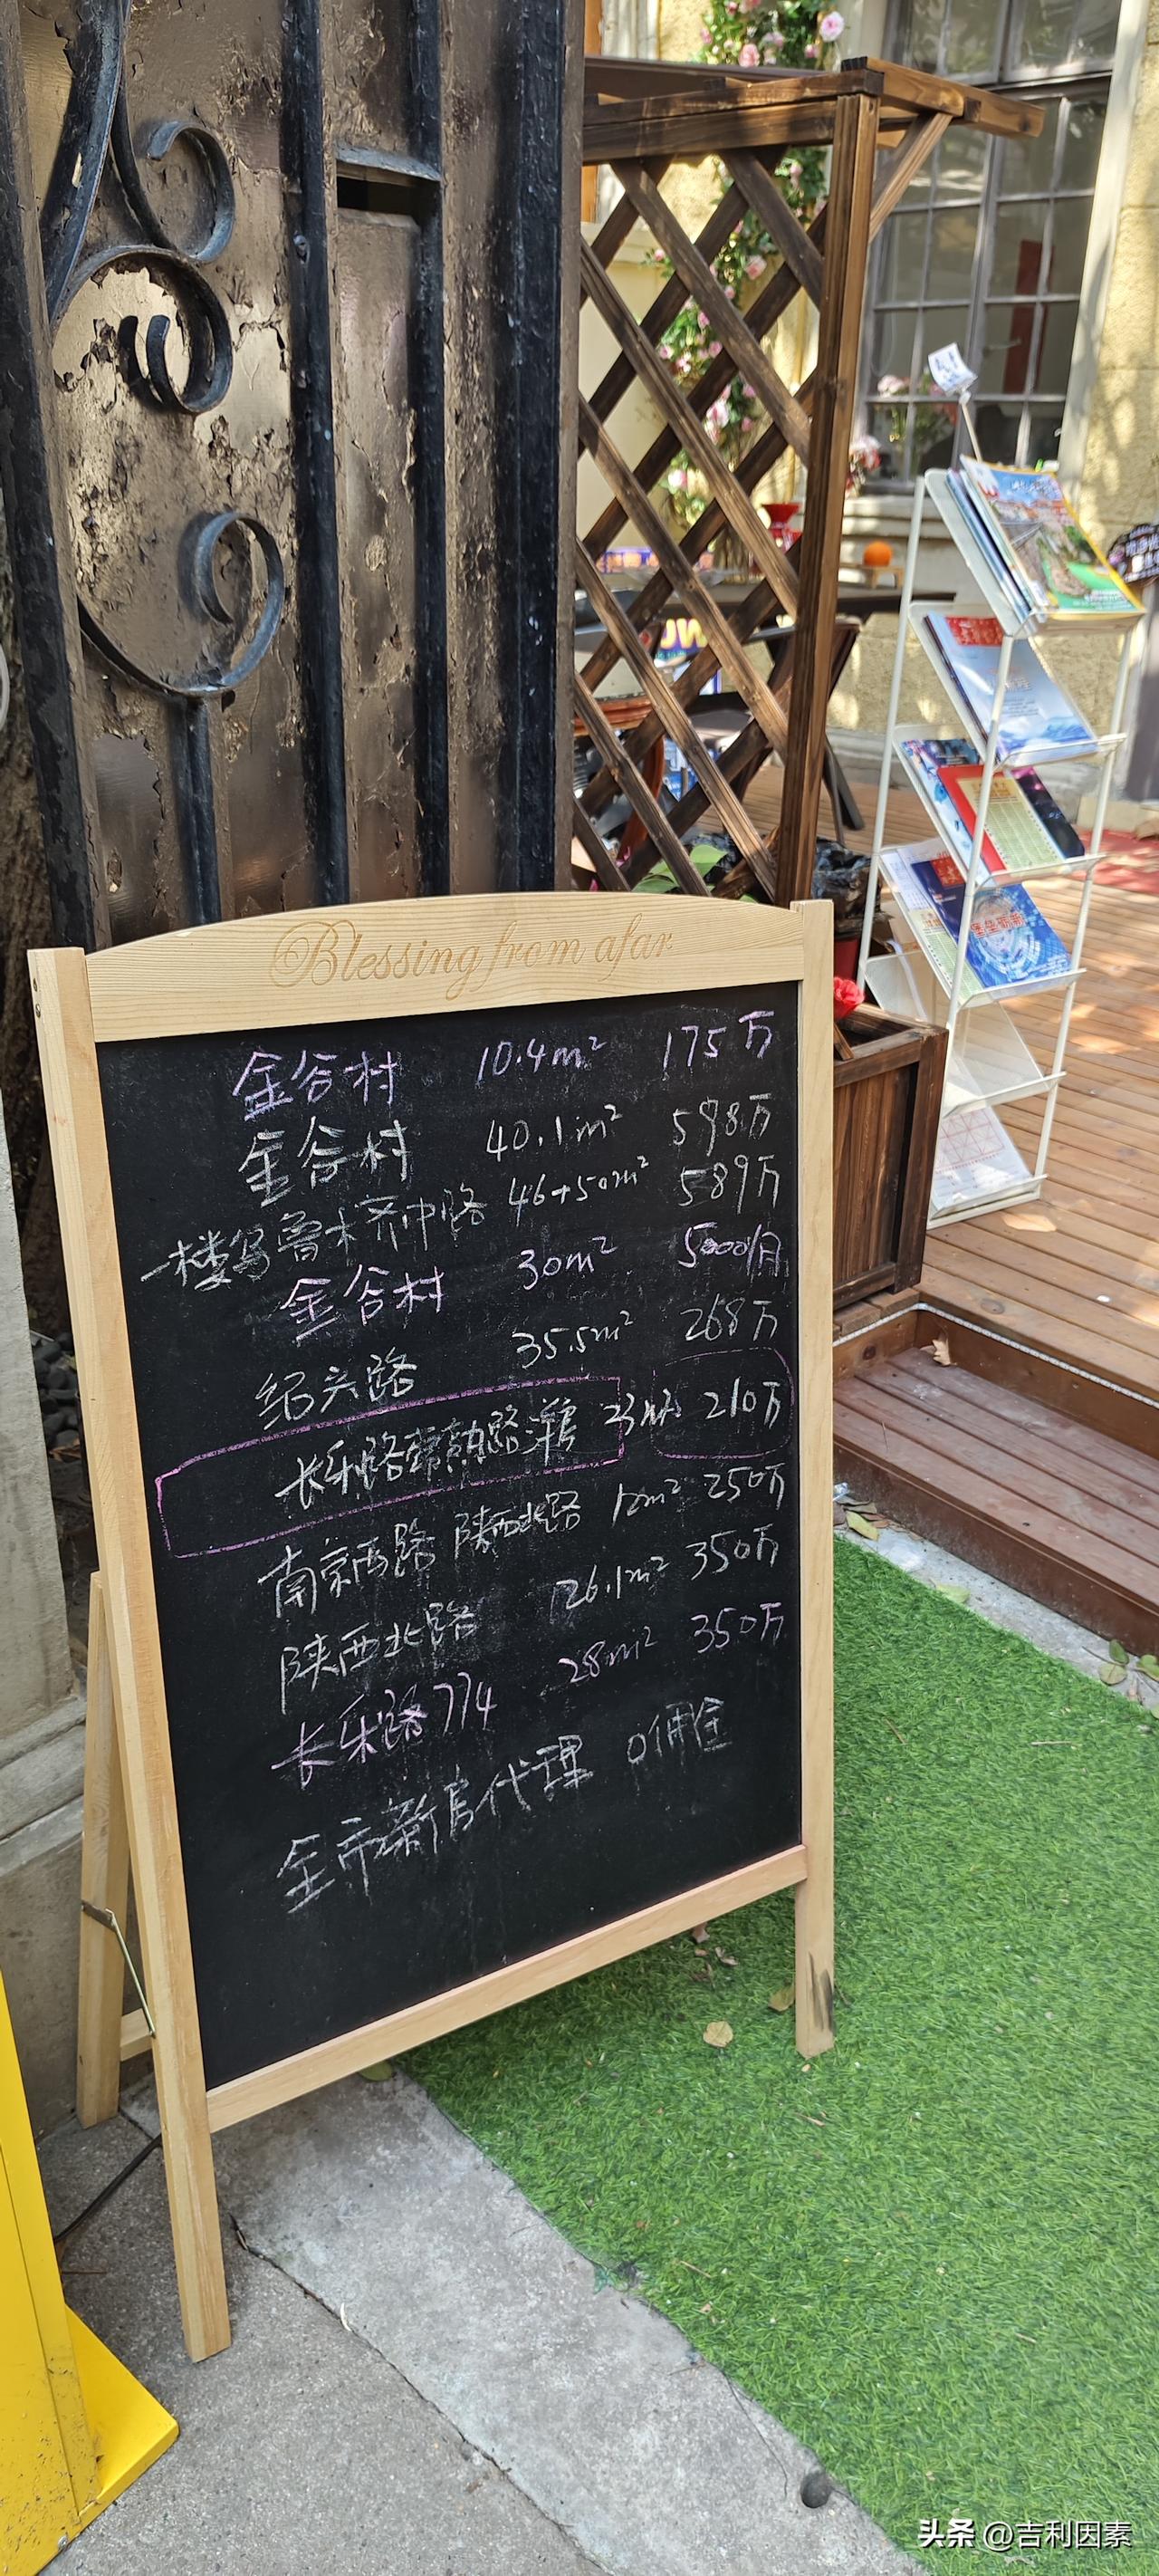 Blessing from afar
金谷村 10.4m² 175万
金谷村 40.1m² 598万
一楼 乌鲁木齐中路 46+50m² 589万
金谷村 30m² 5000/月
绍兴路 35.5m² 268万
长乐路常熟路洋房 210万
南京西路 陕西北路 12m² 250万
陕西北路 26.1m² 350万
长乐路774 28m² 350万
全市新房代理 0佣金
头条 @吉利因素